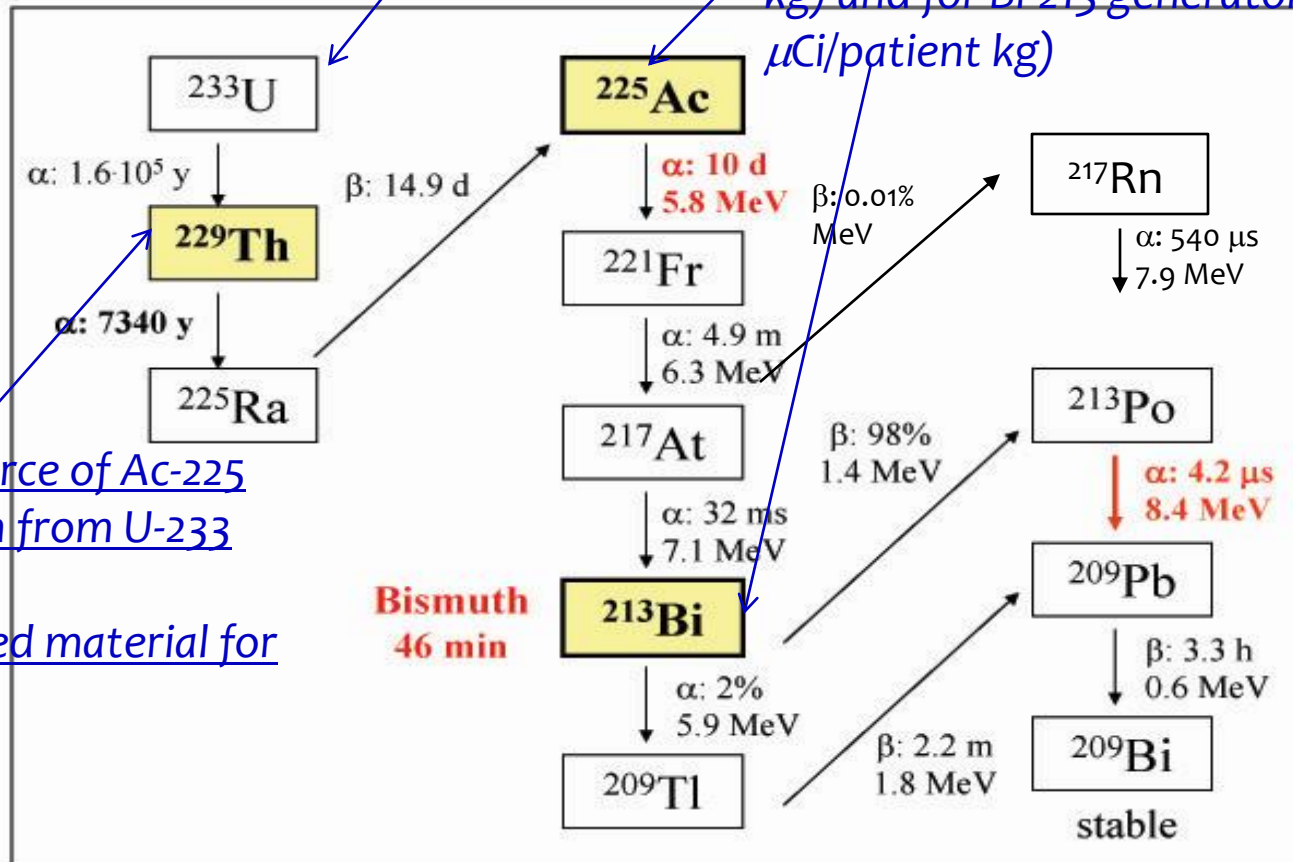 kg) and for Bi-213 generator
μCi/patient kg)
²³³U
α: 1.6·10⁵ y
²²⁹Th
α: 7340 y
²²⁵Ra
β: 14.9 d
²²⁵Ac
α: 10 d
5.8 MeV
²²¹Fr
α: 4.9 m
6.3 MeV
²¹⁷At
α: 32 ms
7.1 MeV
Bismuth
46 min
²¹³Bi
α: 2%
5.9 MeV
²⁰⁹Tl
β: 0.01%
MeV
²¹⁷Rn
α: 540 μs
7.9 MeV
β: 98%
1.4 MeV
²¹³Po
α: 4.2 μs
8.4 MeV
²⁰⁹Pb
β: 2.2 m
1.8 MeV
β: 3.3 h
0.6 MeV
²⁰⁹Bi
stable
rce of Ac-225
from U-233
ed material for